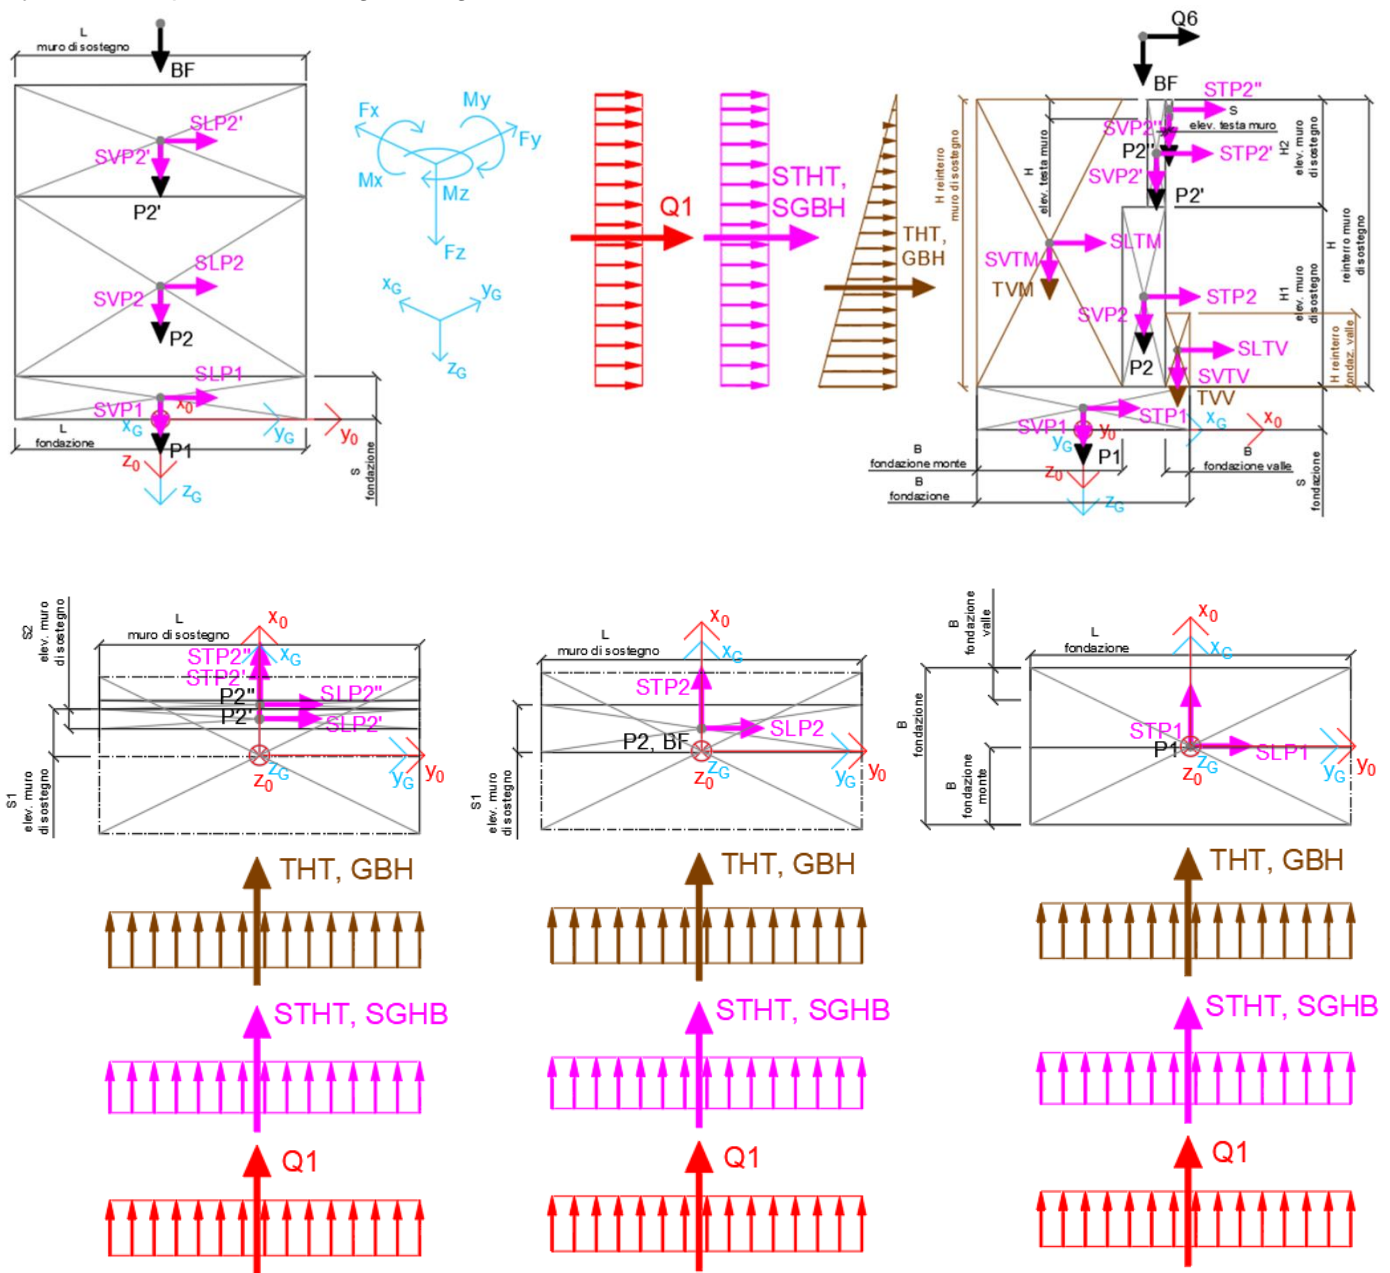 L
muro di sostegno
BF
SLP2'
SVP2'
P2'
SLP2
SVP2
P2
SLP1
SVP1
x0
xG
yG
y0
L
fondazione
P1
z0
zG
S
fondazione
Fx
My
Fy
Mx
Mz
Fz
xG
yG
zG
Q1
STHT,
SGBH
THT,
GBH
Q6
BF
STP2"
S
elev. testa muro
SVP2"
P2"
STP2'
SVP2'
P2'
H reinterro
muro di sostegno
H
elev. testa muro
H2
elev. muro
di sostegno
H
reinterro muro
di sostegno
H1
elev. muro
di sostegno
SLTM
SVTM
TVM
STP2
SVP2
P2
SLTV
SVTV
TVV
H reinterro
ondaz. valle
STP1
SVP1
xG
x0
y0
yG
P1
B
fondazione monte
B
fondazione valle
B
fondazione
z0
zG
S
fondazione
S2
elev. muro
di sostegno
L
muro di sostegno
x0
xG
STP2"
STP2'
P2"
SLP2"
P2'
SLP2'
zG
z0
yG
y0
S1
elev. muro
di sostegno
L
muro di sostegno
x0
xG
STP2
SLP2
P2, BF
zG
z0
yG
y0
S1
elev. muro
di sostegno
B
fondazione
valle
L
fondazione
x0
xG
B
fondazione
STP1
P1
SLP1
zG
z0
yG
y0
B
fondazione
monte
THT, GBH
THT, GBH
THT, GBH
STHT, SGHB
STHT, SGHB
STHT, SGHB
Q1
Q1
Q1